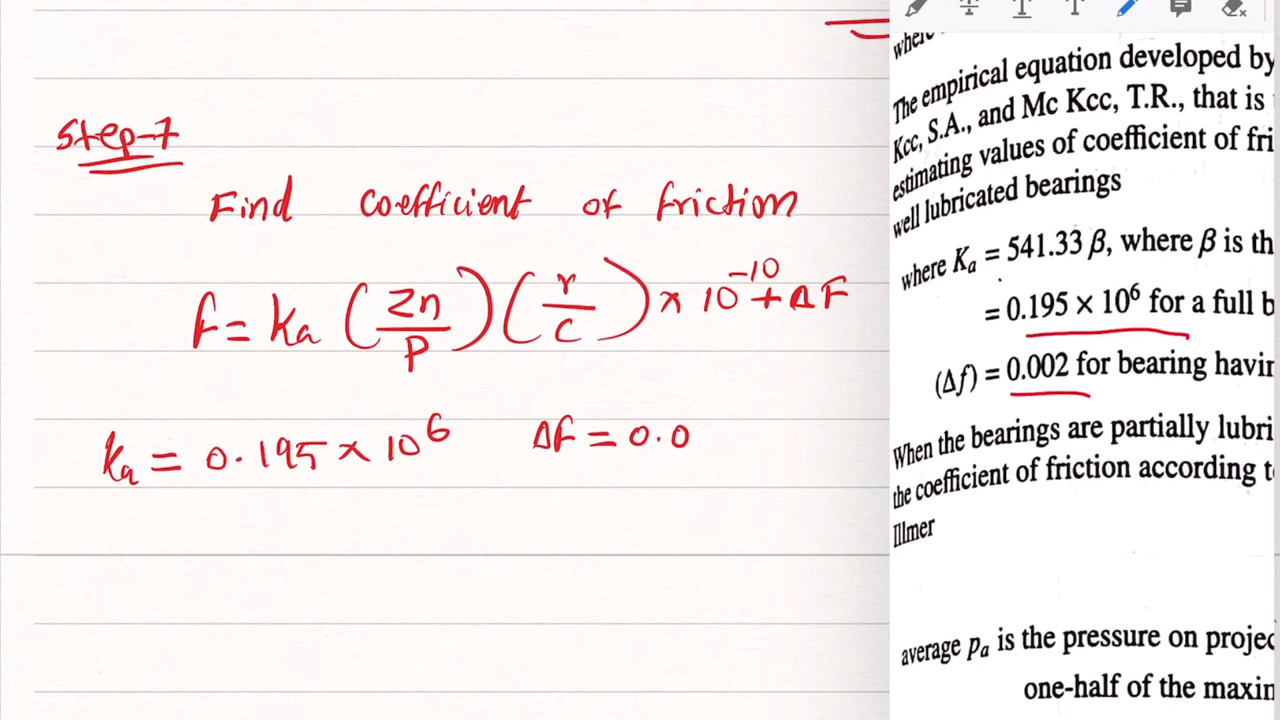 Step-7
Find coefficient of friction
f = Ka (Zn/P) (r/c) × 10^-10 + ΔF
Ka = 0.195 × 10^6 ΔF = 0.0
where
The empirical equation developed by
Kcc, S.A., and Mc Kcc, T.R., that is
estimating values of coefficient of fri
well lubricated bearings
where Ka = 541.33 β, where β is th
= 0.195 × 10^6 for a full b
(Δf) = 0.002 for bearing havin
When the bearings are partially lubri
the coefficient of friction according to
Illmer
average pa is the pressure on projec
one-half of the maxin